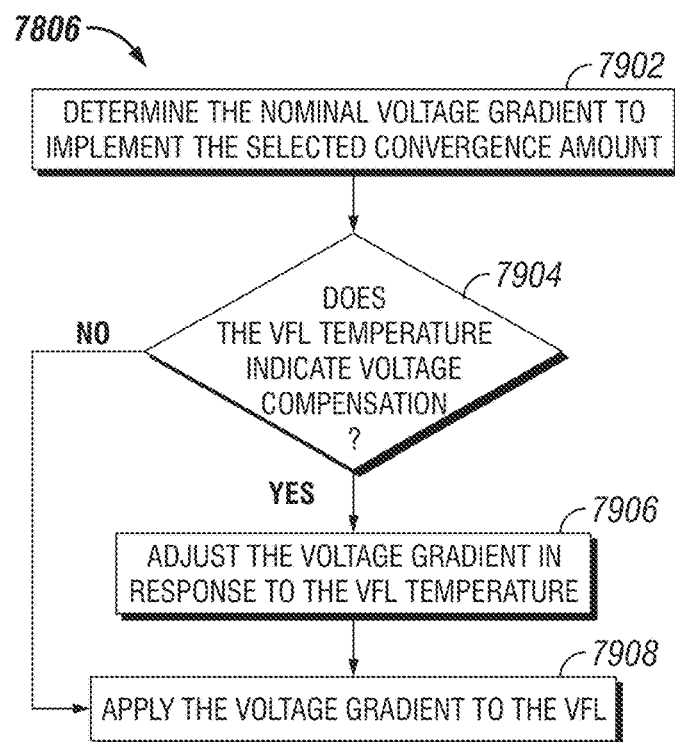 7806
7902
DETERMINE THE NOMINAL VOLTAGE GRADIENT TO
IMPLEMENT THE SELECTED CONVERGENCE AMOUNT
7904
DOES
THE VFL TEMPERATURE
INDICATE VOLTAGE
COMPENSATION
?
NO
YES
7906
ADJUST THE VOLTAGE GRADIENT IN
RESPONSE TO THE VFL TEMPERATURE
7908
APPLY THE VOLTAGE GRADIENT TO THE VFL